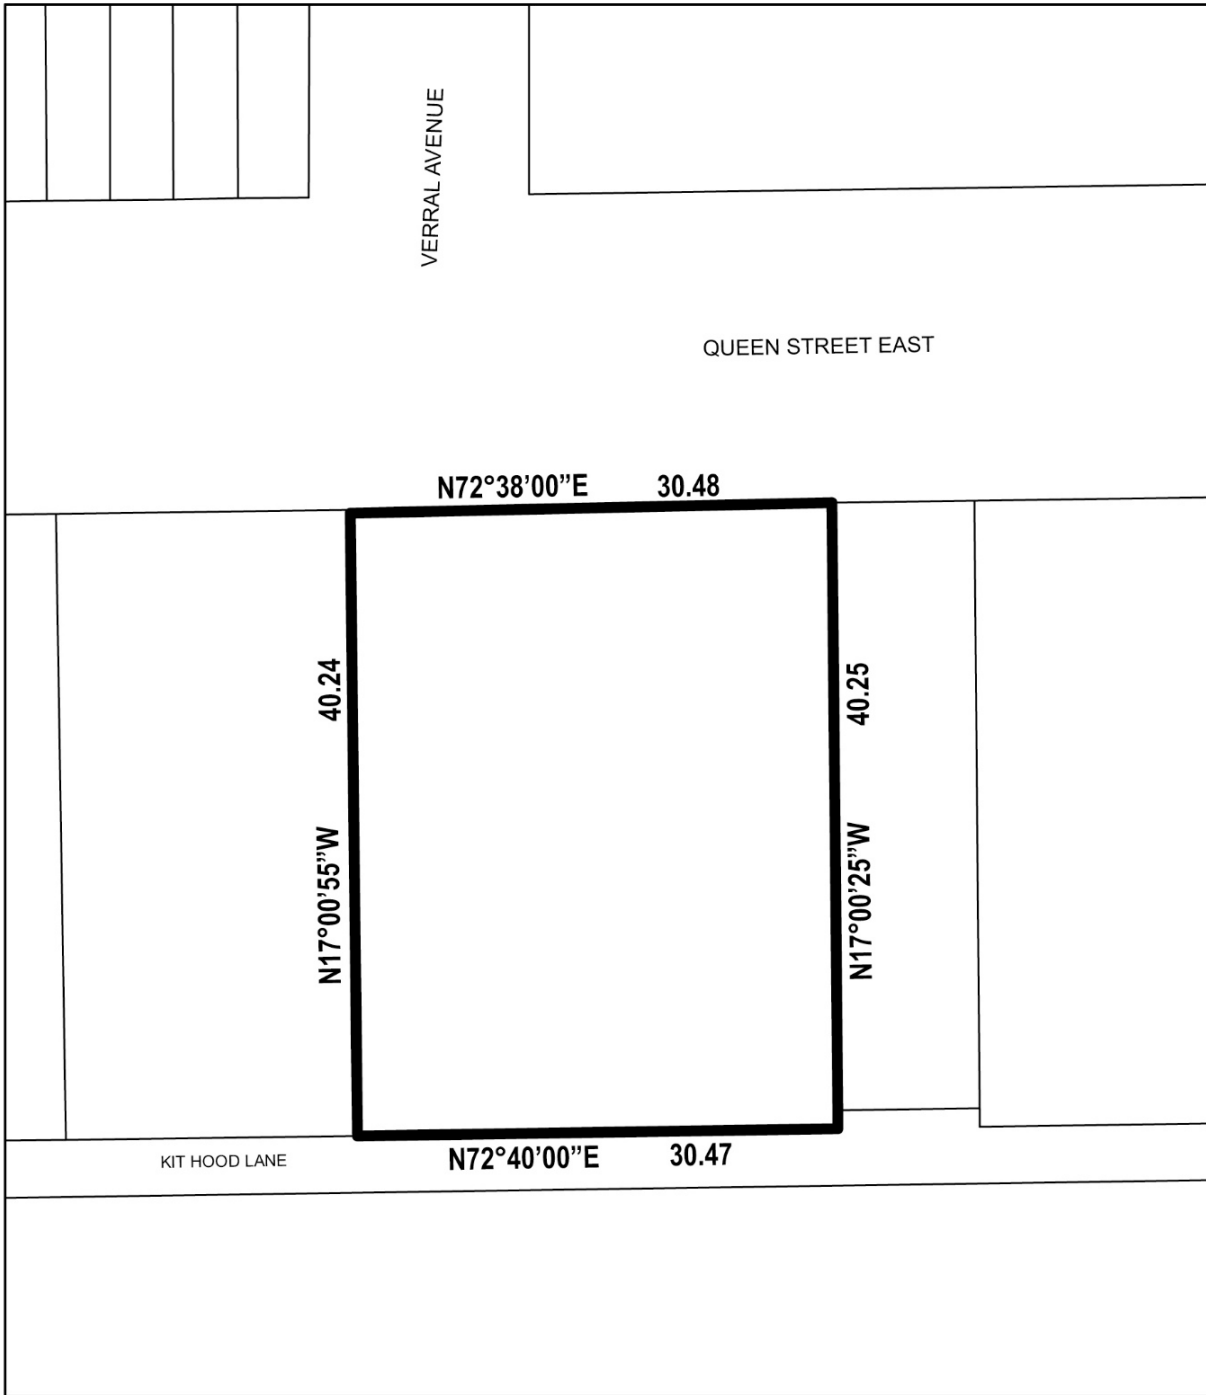 VERRAL AVENUE
QUEEN STREET EAST
N72°38’00”E 30.48
40.24
40.25
N17°00’55”W
N17°00’25”W
N72°40’00”E 30.47
KIT HOOD LANE